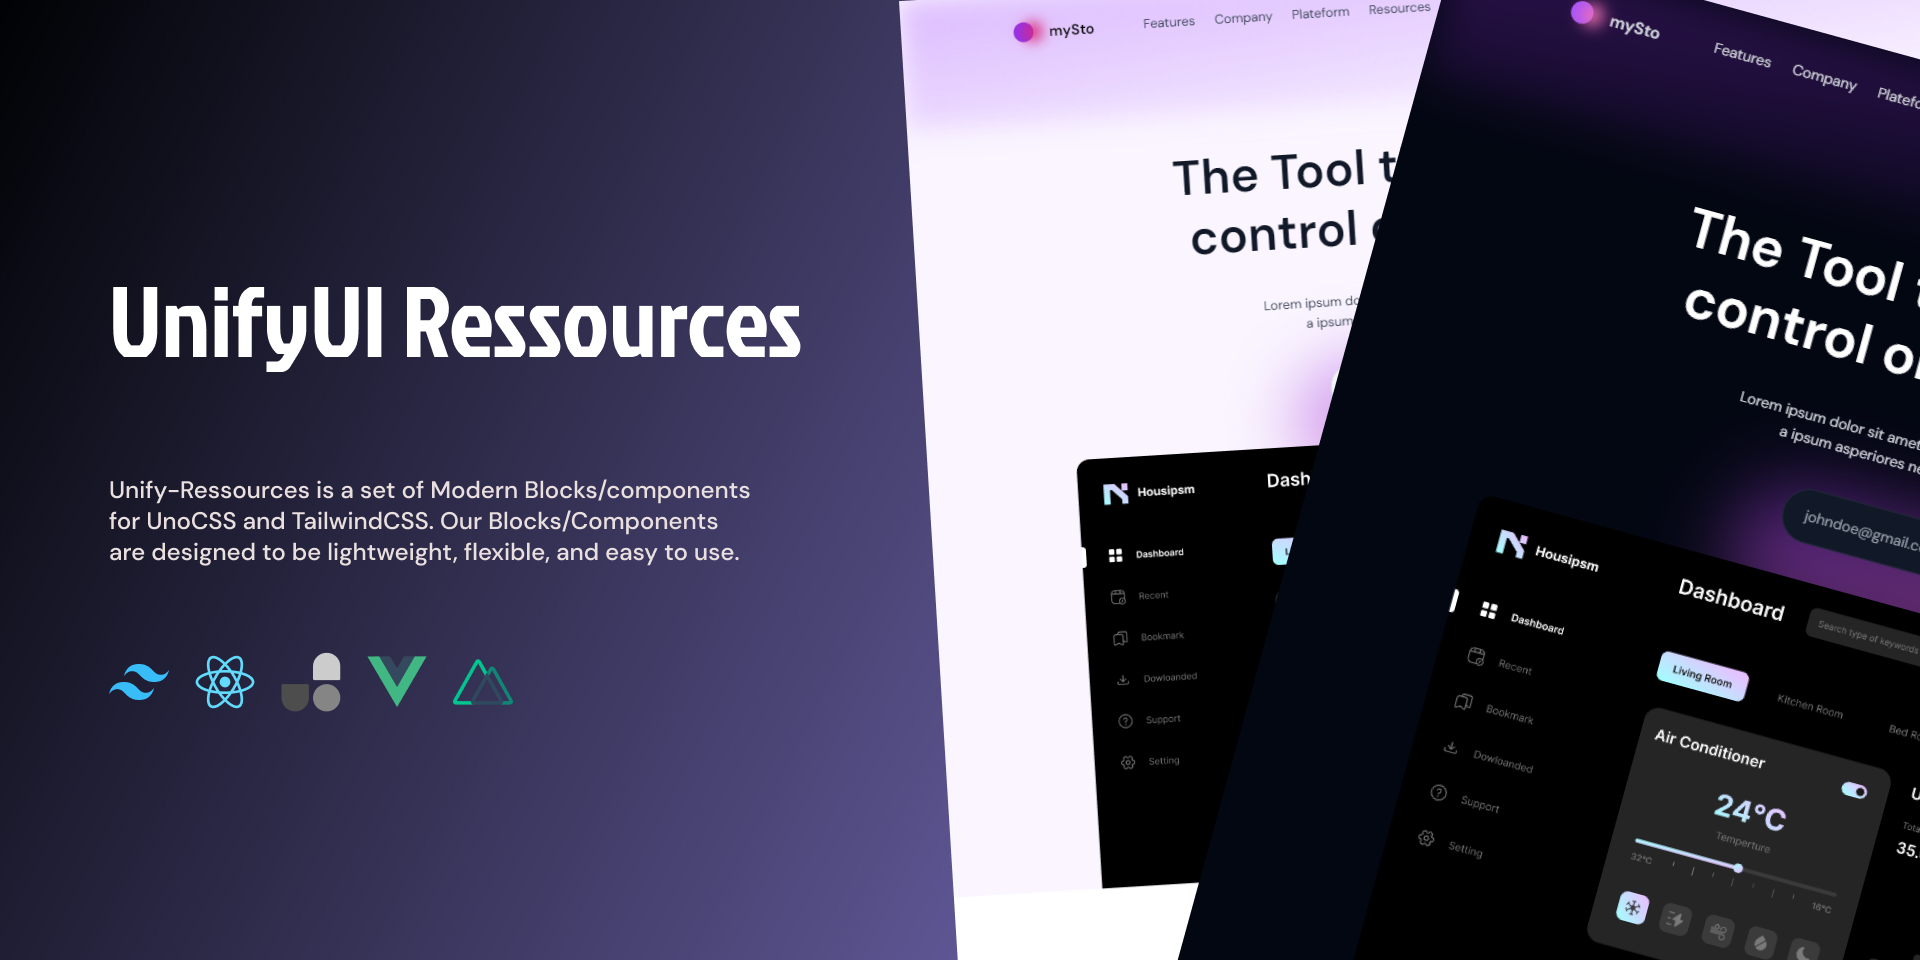 UnifyUI Ressources
Unify-Ressources is a set of Modern Blocks/components
for UnoCSS and TailwindCSS. Our Blocks/Components
are designed to be lightweight, flexible, and easy to use.
mySto
Features Company Plateform Resources
The Tool t
control
Lorem ipsum do
a ipsum
Housipsm
Dashb
Dashboard
Recent
Bookmark
Dowloanded
Support
Setting
mySto
Features Company Platefo
The Tool
control o
Lorem ipsum dolor sit amet
a ipsum asperiores ne
johndoe@gmail.c
Housipsm
Dashboard
Search type of keywords
Dashboard
Recent
Bookmark
Dowloanded
Support
Setting
Living Room
Kitchen Room
Bed Ro
Air Conditioner
24°C
Temperture
32°C
16°C
Tota
35.